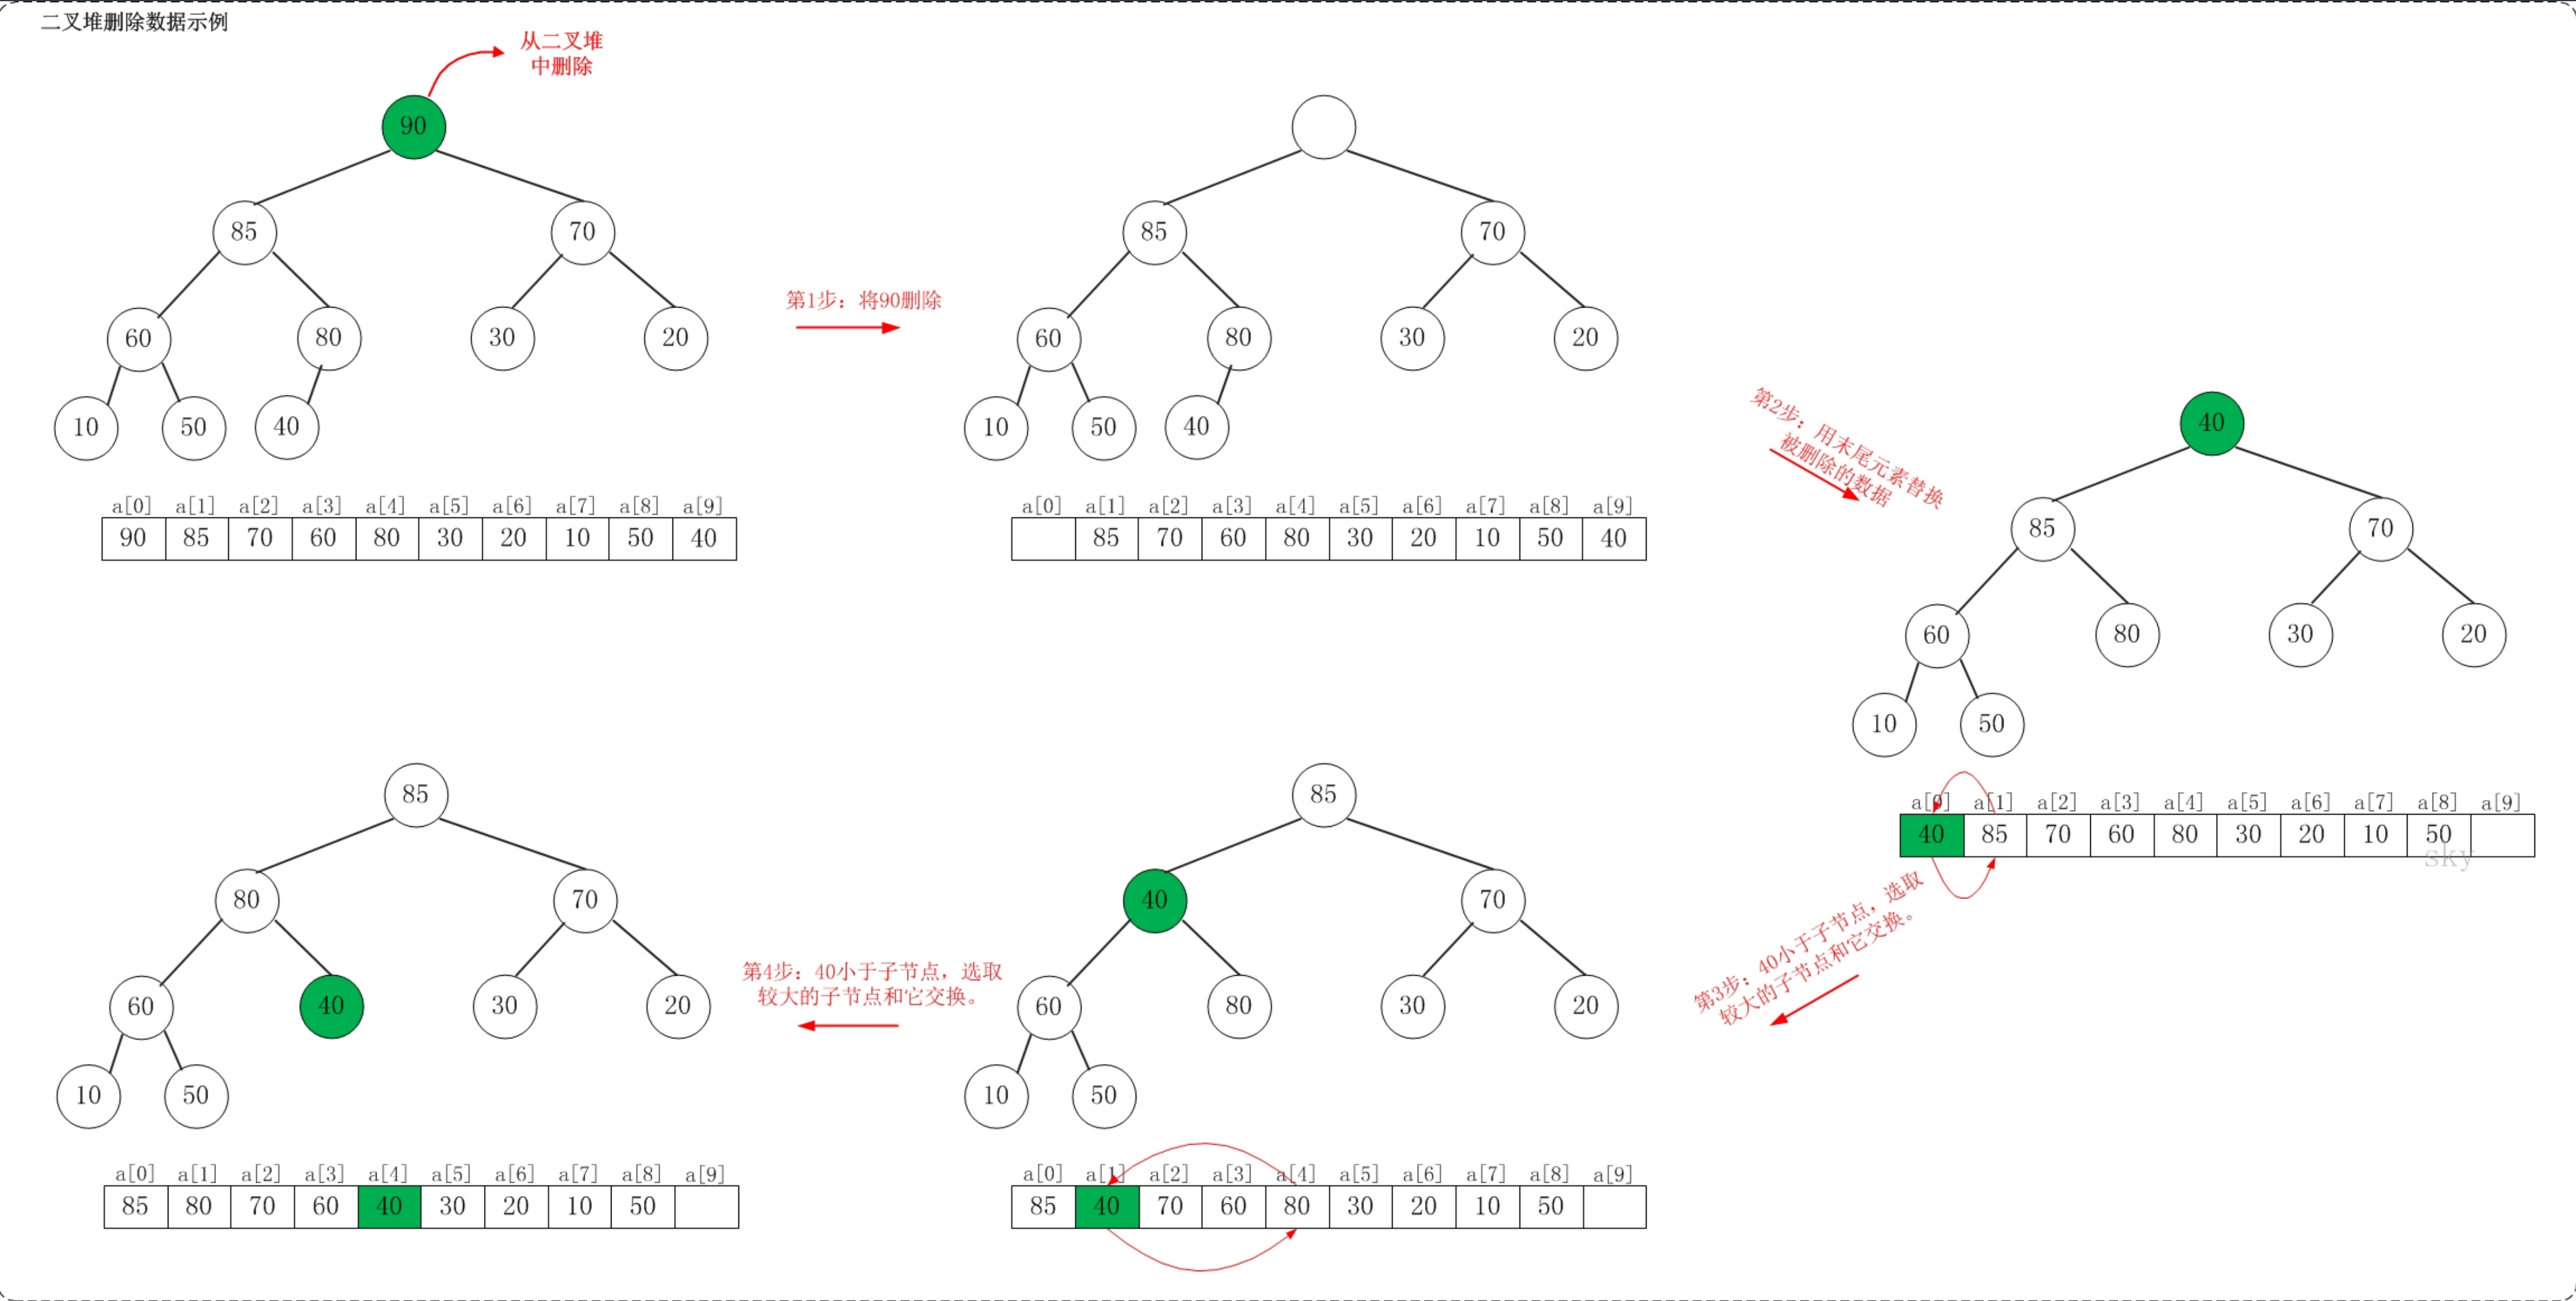 二叉堆删除数据示例
从二叉堆
中删除
90
85 70
60 80 30 20
10 50 40
a[0] a[1] a[2] a[3] a[4] a[5] a[6] a[7] a[8] a[9]
90 85 70 60 80 30 20 10 50 40
第1步：将90删除
85 70
60 80 30 20
10 50 40
a[0] a[1] a[2] a[3] a[4] a[5] a[6] a[7] a[8] a[9]
85 70 60 80 30 20 10 50 40
第2步：用末尾元素替换
被删除的数据
40
85 70
60 80 30 20
10 50
a[0] a[1] a[2] a[3] a[4] a[5] a[6] a[7] a[8] a[9]
40 85 70 60 80 30 20 10 50
sky
第3步：40小于子节点，选取
较大的子节点和它交换。
85
40 70
60 80 30 20
10 50
a[0] a[1] a[2] a[3] a[4] a[5] a[6] a[7] a[8] a[9]
85 40 70 60 80 30 20 10 50
第4步：40小于子节点，选取
较大的子节点和它交换。
85
80 70
60 40 30 20
10 50
a[0] a[1] a[2] a[3] a[4] a[5] a[6] a[7] a[8] a[9]
85 80 70 60 40 30 20 10 50